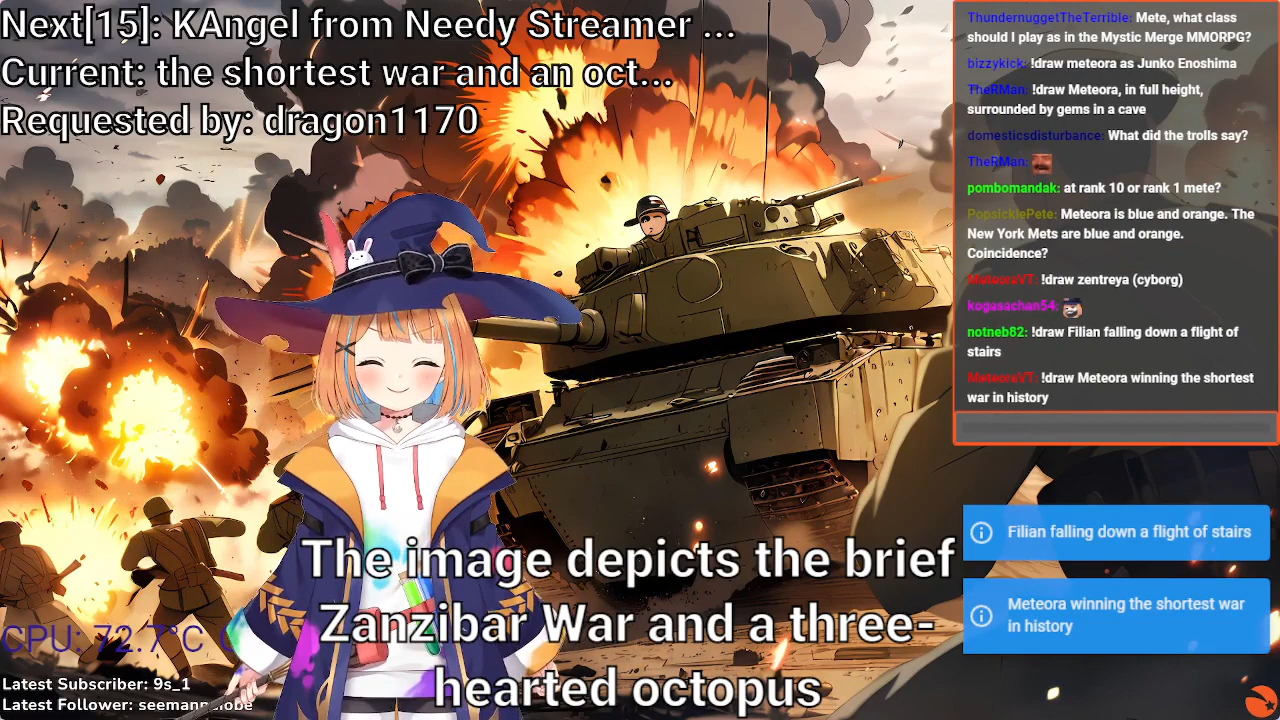 Next[15]: KAngel from Needy Streamer ...
Current: the shortest war and an oct...
Requested by: dragon1170
ThundernuggetTheTerrible: Mete, what class
should I play as in the Mystic Merge MMORPG?
bizzykick: !draw meteora as Junko Enoshima
TheRMan: !draw Meteora, in full height,
surrounded by gems in a cave
domesticsdisturbance: What did the trolls say?
TheRMan:
pombomandak: at rank 10 or rank 1 mete?
PopsicklePete: Meteora is blue and orange. The
New York Mets are blue and orange.
Coincidence?
MeteoraVT: !draw zentreya (cyborg)
kogasachan54:
notneb82: !draw Filian falling down a flight of
stairs
MeteoraVT: !draw Meteora winning the shortest
war in history
Filian falling down a flight of stairs
Meteora winning the shortest war
in history
The image depicts the brief
Zanzibar War and a three-
hearted octopus
CPU: 72.7°C
Latest Subscriber: 9s_1
Latest Follower: